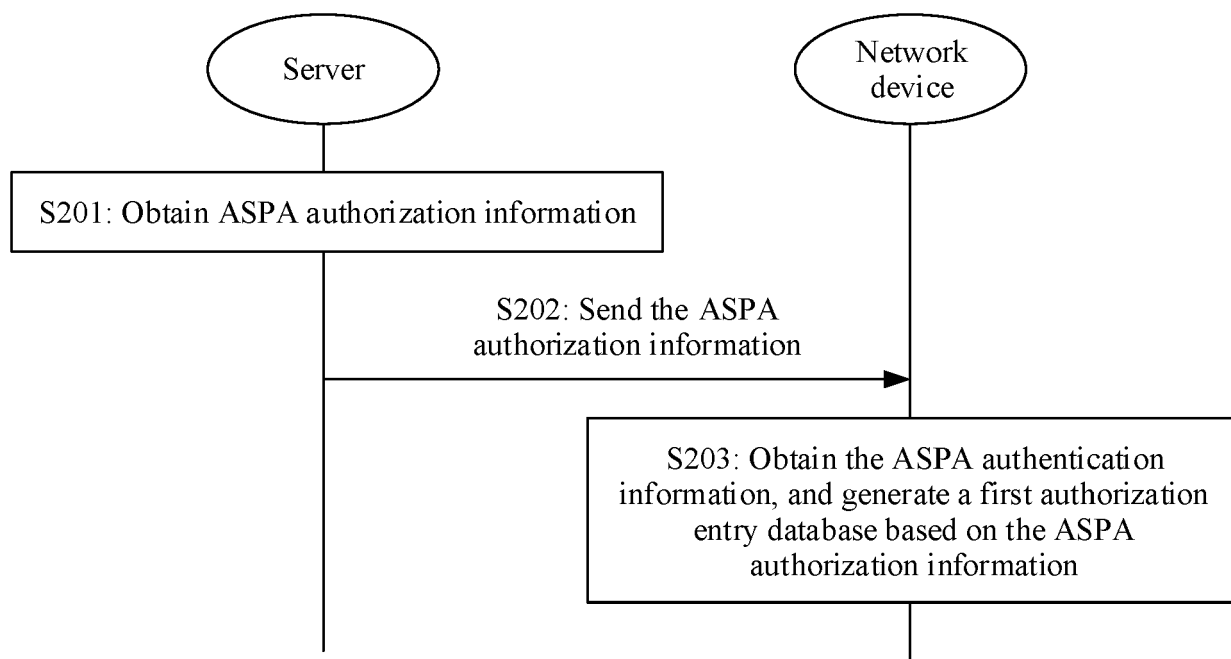 Server
Network
device
S201: Obtain ASPA authorization information
S202: Send the ASPA
authorization information
S203: Obtain the ASPA authentication
information, and generate a first authorization
entry database based on the ASPA
authorization information